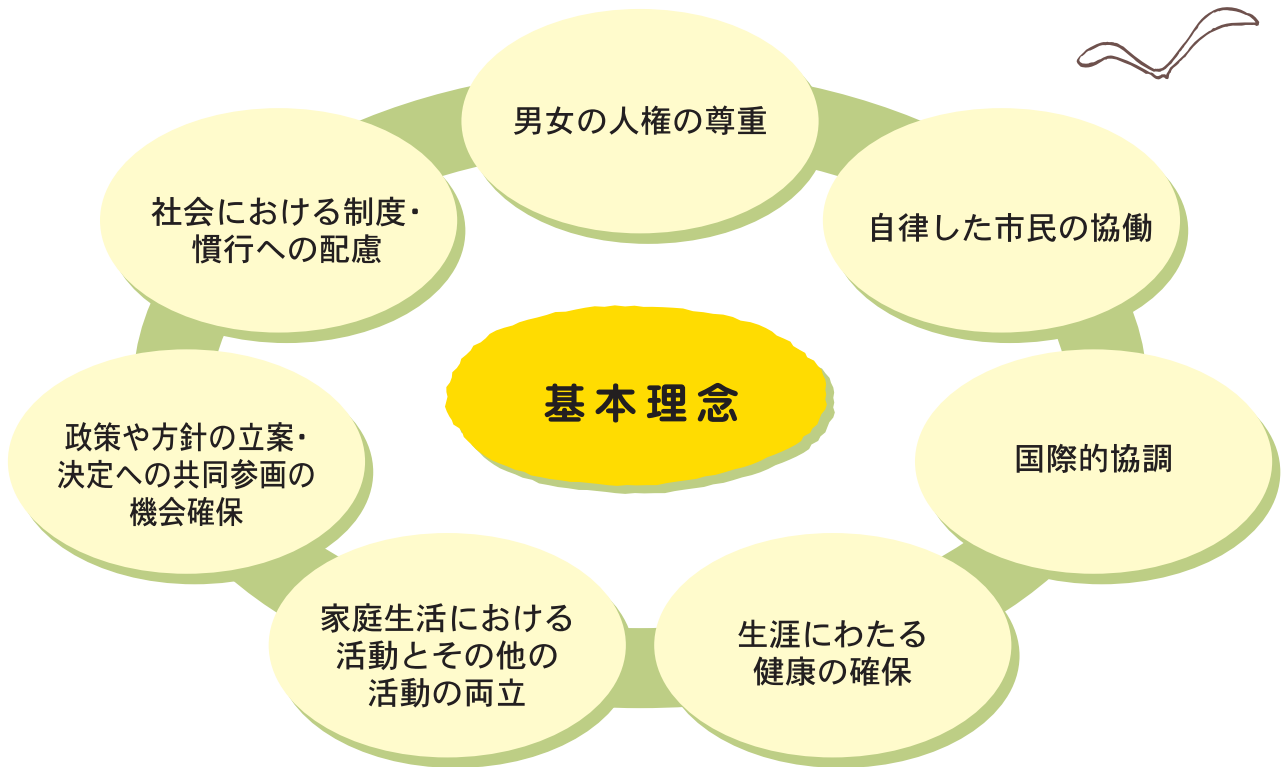 男女の人権の尊重
社会における制度・
慣行への配慮
自律した市民の協働
基本理念
政策や方針の立案・
決定への共同参画の
機会確保
国際的協調
家庭生活における
活動とその他の
活動の両立
生涯にわたる
健康の確保